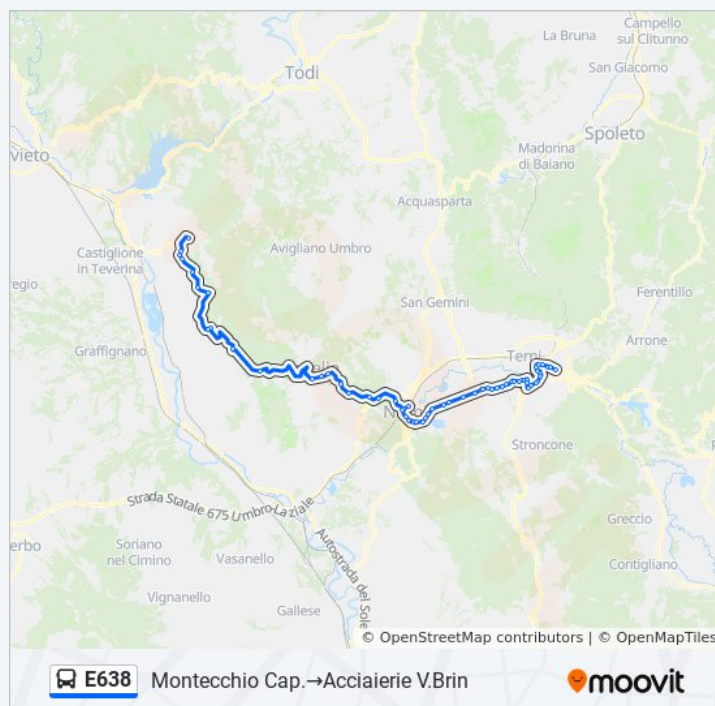 Campello
sul Clitunno
La Bruna
San Giacomo
Todi
Spoleto
Madonna
di Baiano
vieto
Acquasparta
Castiglione
in Teverina
Avigliano Umbro
regio
San Gemini
Ferentillo
Graffignano
Terni
Arrone
Stroncone
Strada Statale 675 Umbro-Laziale
Greccio
erbo
Soriano
nel Cimino
Vasanello
Autostrada del Sole
Contigliano
Vignanello
Gallese
© OpenStreetMap contributors | © OpenMapTiles
E638
Montecchio Cap.→Acciaierie V.Brin
moovit